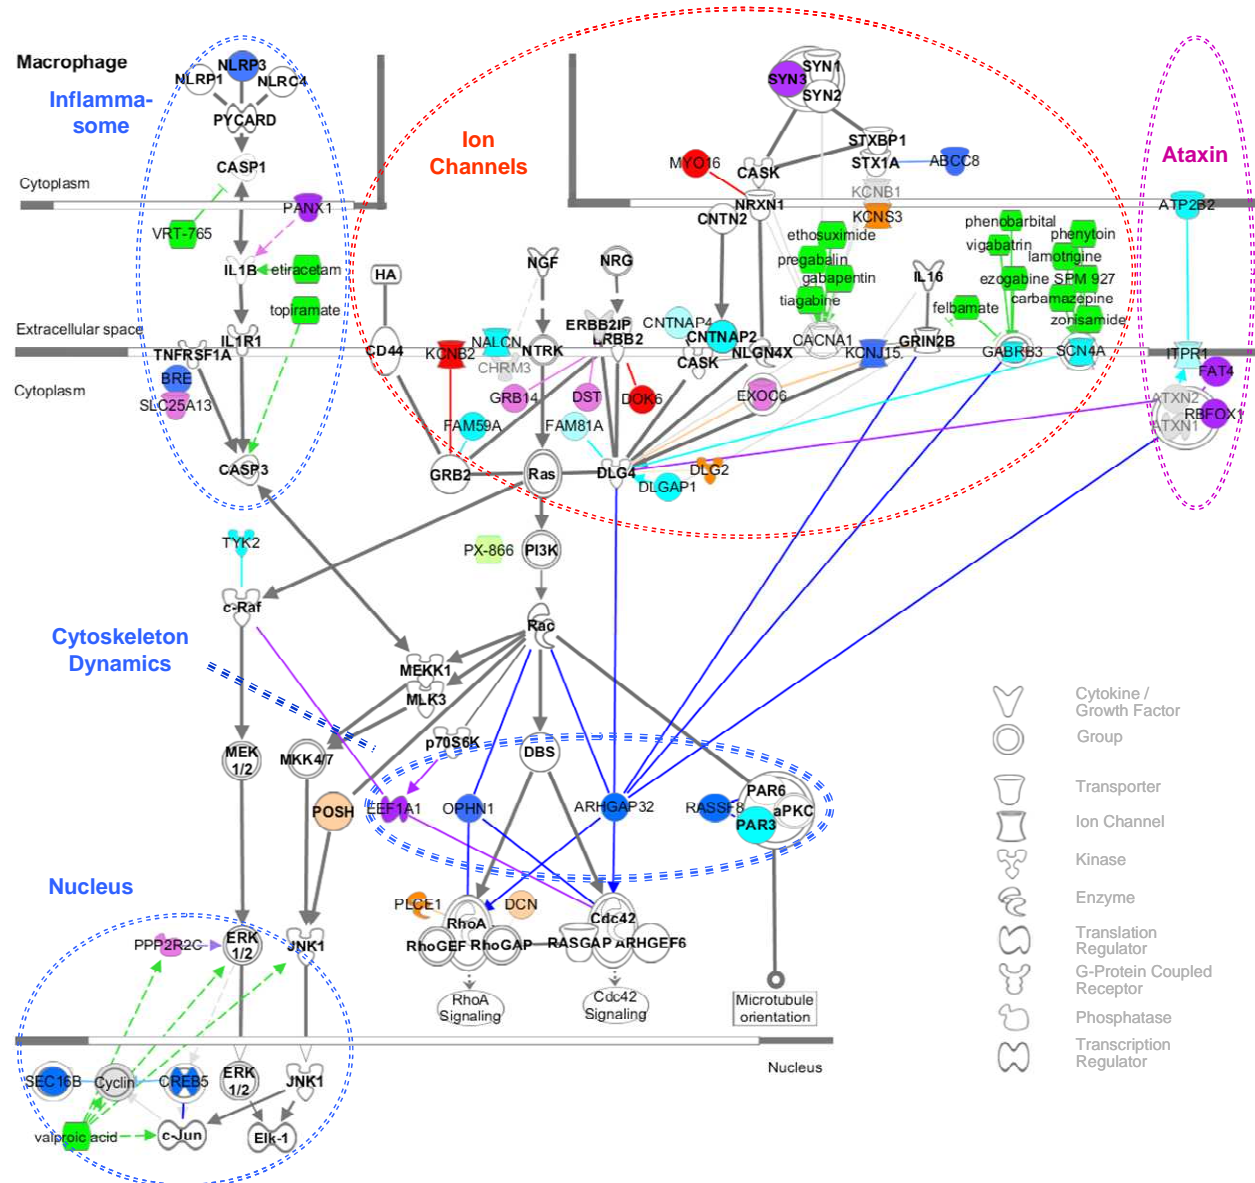 Macrophage
Inflamma-
some
NLRP3
NLRP1
NLRC4
PYCARD
CASP1
Cytoplasm
PANX1
VRT-765
IL1B
etiracetam
topiramate
Extracellular space
IL1R1
TNFRSF1A
BRE
Cytoplasm
SLC25A13
CASP3
Ion
Channels
SYN1
SYN3
SYN2
STXBP1
STX1A
ABCC8
MYO16
CASK
KCNB1
NRXN1
KCNS3
CNTN2
ethosuximide
pregabalin
gabapentin
tiagabine
phenobarbital
vigabatrin
phenytoin
lamotrigine
ezogabine
SPM 927
carbamazepine
felbamate
zonisamide
HA
NGF
NRG
IL16
ERBB2IP
ERBB2
CNTNAP4
CNTNAP2
CACNA1
GRIN2B
CD44
KCNB2
NALCN
CHRM3
NTRK
CASK
NLGN4X
KCNJ15
GABRB3
SCN4A
GRB14
DST
DOK6
EXOC6
FAM59A
FAM81A
GRB2
Ras
DLG4
DLG2
DLGAP1
Ataxin
ATP2B2
ITPR1
FAT4
ATXN2
RBFOX1
ATXN1
TYK2
PX-866
PI3K
c-Raf
Rac
Cytoskeleton
Dynamics
MEKK1
MLK3
MEK
1/2
MKK4/7
p70S6K
DBS
POSH
EEF1A1
OPHN1
ARHGAP32
RASSF8
PAR6
aPKC
PAR3
Cytokine /
Growth Factor
Group
Transporter
Ion Channel
Kinase
Enzyme
Translation
Regulator
G-Protein Coupled
Receptor
Phosphatase
Transcription
Regulator
Nucleus
PLCE1
DCN
RhoA
Cdc42
PPP2R2C
ERK
1/2
JNK1
RhoGEF
RhoGAP
RASGAP
ARHGEF6
RhoA
Signaling
Cdc42
Signaling
Microtubule
orientation
Nucleus
SEC16B
Cyclin
CREB5
ERK
1/2
JNK1
valproic acid
c-Jun
Elk-1